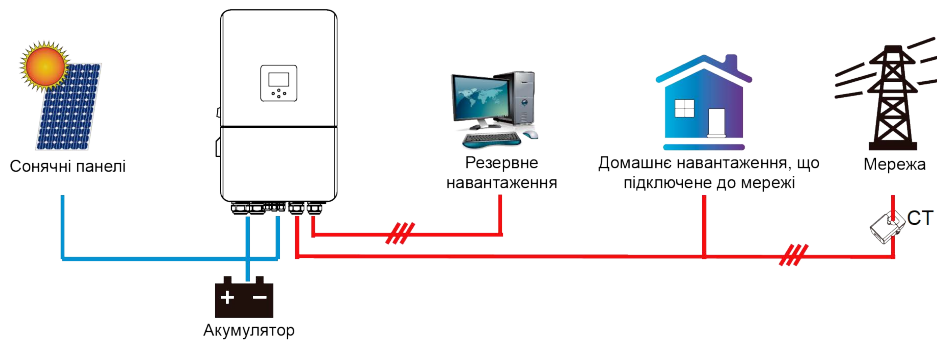 Сонячні панелі
Резервне
навантаження
Домашнє навантаження, що
підключене до мережі
Мережа
CT
+ −
Акумулятор